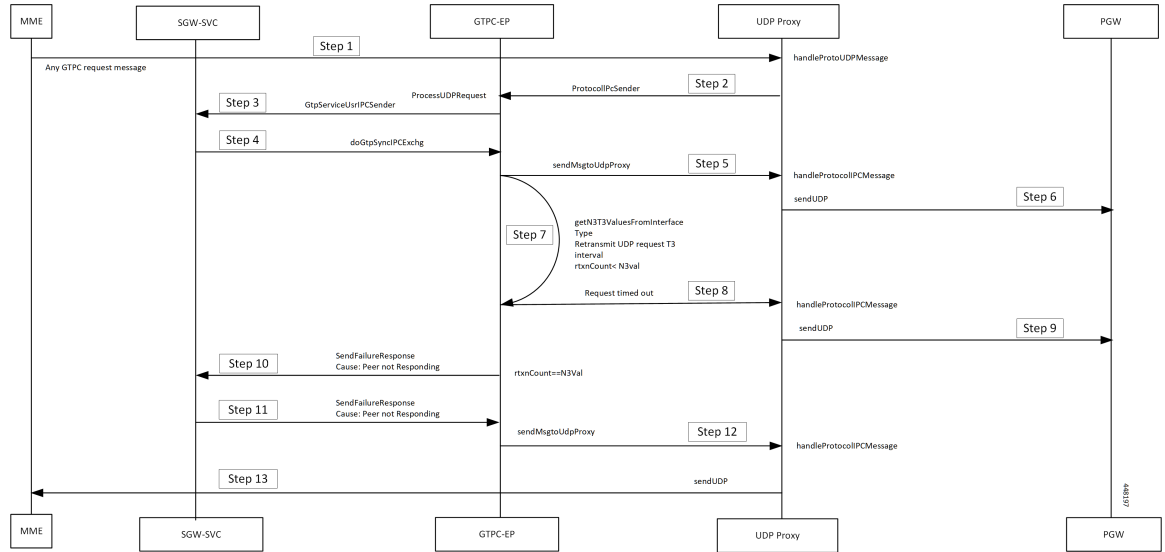 MME
SGW-SVC
GTPC-EP
UDP Proxy
PGW
Step 1
Any GTPC request message
handleProtoUDPMessage
Step 2
ProtocolIPcSender
ProcessUDPRequest
Step 3
GtpServiceUsrIPCSender
Step 4
doGtpSyncIPCExchg
Step 5
sendMsgtoUdpProxy
handleProtocolIPCMessage
Step 6
sendUDP
Step 7
getN3T3ValuesFromInterface
Type
Retransmit UDP request T3
interval
rtxnCount< N3val
Step 8
Request timed out
handleProtocolIPCMessage
Step 9
sendUDP
Step 10
SendFailureResponse
Cause: Peer not Responding
rtxnCount==N3Val
Step 11
SendFailureResponse
Cause: Peer not Responding
Step 12
sendMsgtoUdpProxy
handleProtocolIPCMessage
Step 13
sendUDP
448197
MME
SGW-SVC
GTPC-EP
UDP Proxy
PGW